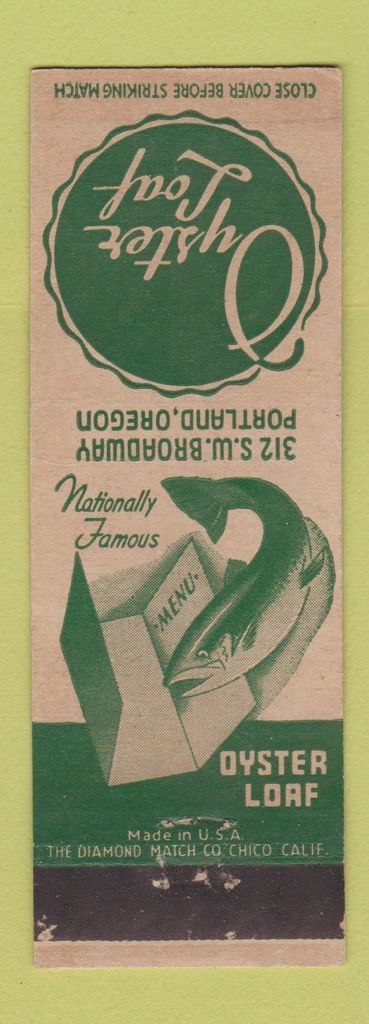 CLOSE COVER BEFORE STRIKING MATCH
Oyster
Loaf
312 S.W. BROADWAY
PORTLAND, OREGON
Nationally
Famous
·MENU·
OYSTER
LOAF
Made in U.S.A.
THE DIAMOND MATCH CO. CHICO CALIF.